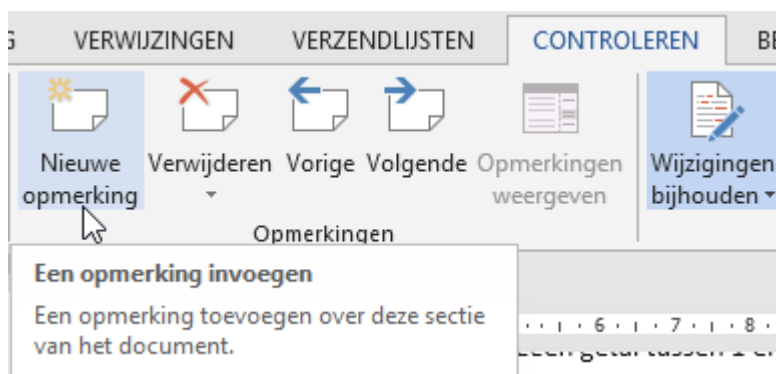 VERWIJZINGEN VERZENDLIJSTEN CONTROLEREN
Nieuwe opmerking
Verwijderen
Vorige
Volgende
Opmerkingen weergeven
Wijzigingen bijhouden
Opmerkingen
Een opmerking invoegen
Een opmerking toevoegen over deze sectie
van het document.
6 7 8